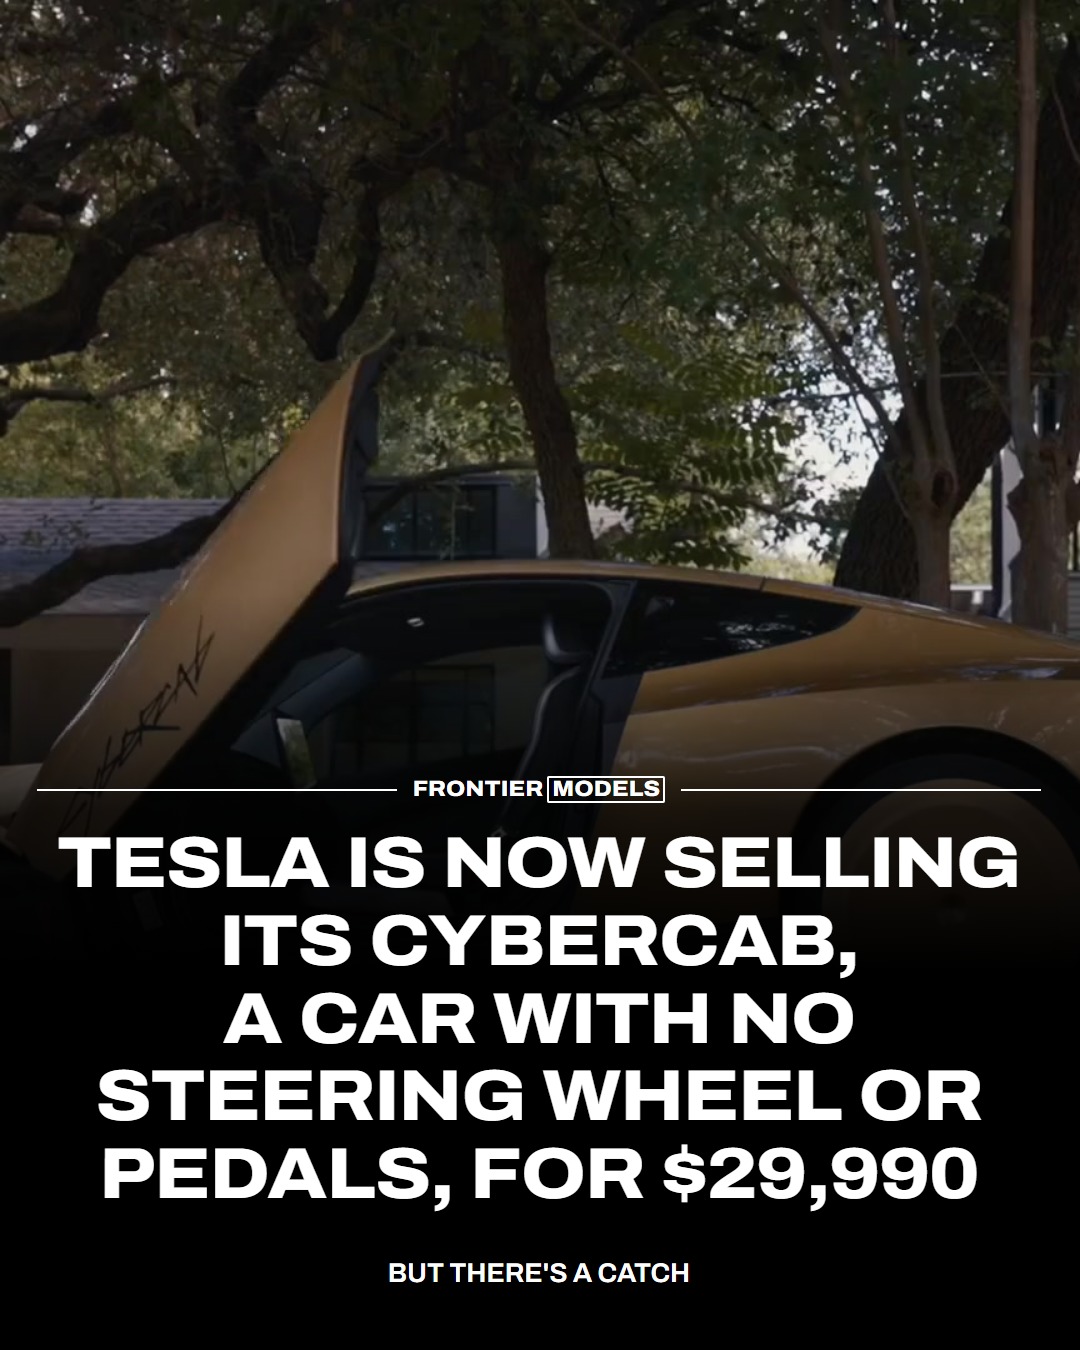 CYBERCAB
FRONTIER MODELS
TESLA IS NOW SELLING
ITS CYBERCAB,
A CAR WITH NO
STEERING WHEEL OR
PEDALS, FOR $29,990
BUT THERE'S A CATCH